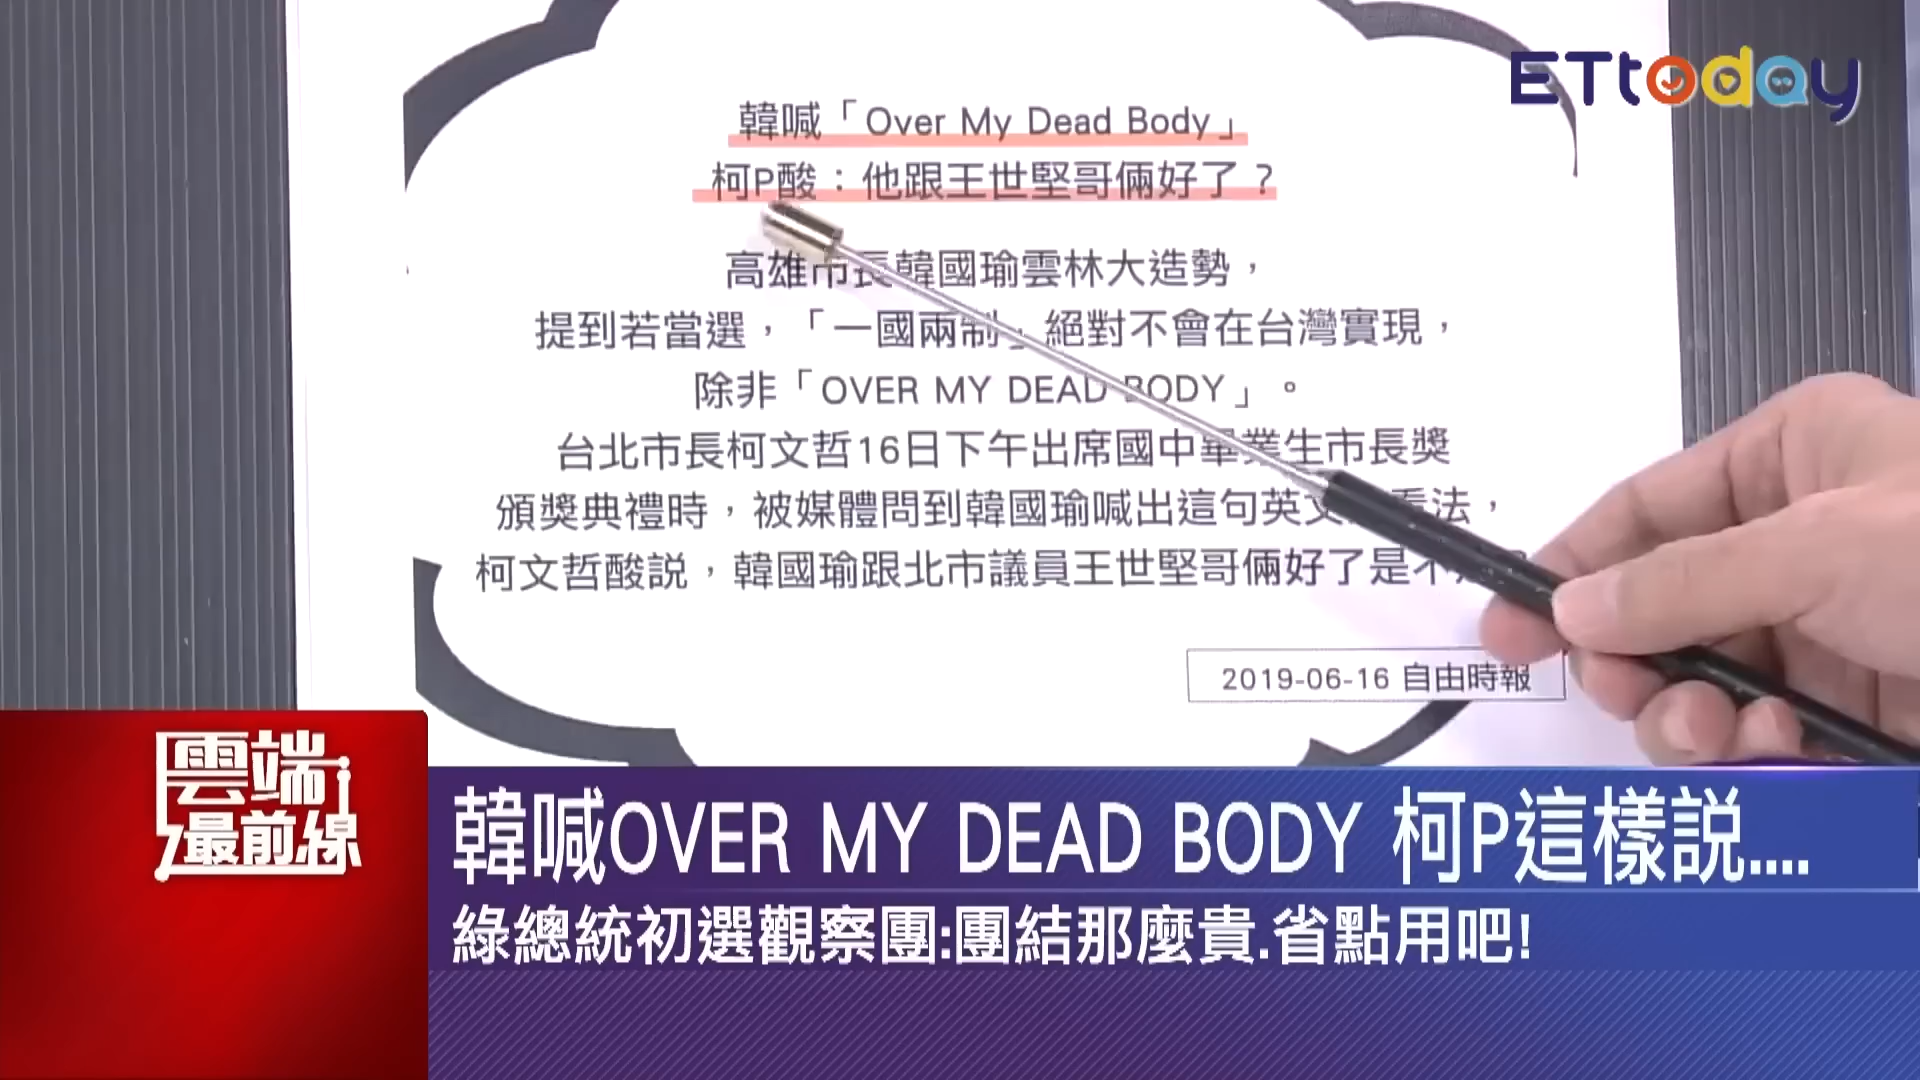 ETtoday
韓喊「Over My Dead Body」
柯P酸：他跟王世堅哥倆好了？
高雄市長韓國瑜雲林大造勢，
提到若當選，「一國兩制」絕對不會在台灣實現，
除非「OVER MY DEAD BODY」。
台北市長柯文哲16日下午出席國中畢業生市長獎
頒獎典禮時，被媒體問到韓國瑜喊出這句英文 看法，
柯文哲酸說，韓國瑜跟北市議員王世堅哥倆好了是不
2019-06-16 自由時報
雲端最前線
韓喊OVER MY DEAD BODY 柯P這樣說....
綠總統初選觀察團:團結那麼貴.省點用吧!